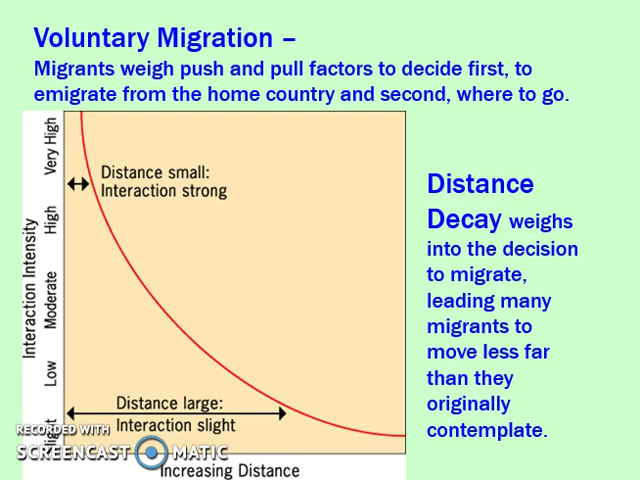 Voluntary Migration –
Migrants weigh push and pull factors to decide first, to
emigrate from the home country and second, where to go.
Distance small:
Interaction strong
Interaction Intensity
Very High
High
Moderate
Low
Distance large:
Interaction slight
Increasing Distance
Distance
Decay weighs
into the decision
to migrate,
leading many
migrants to
move less far
than they
originally
contemplate.
RECORDED WITH
SCREENCAST MATIC